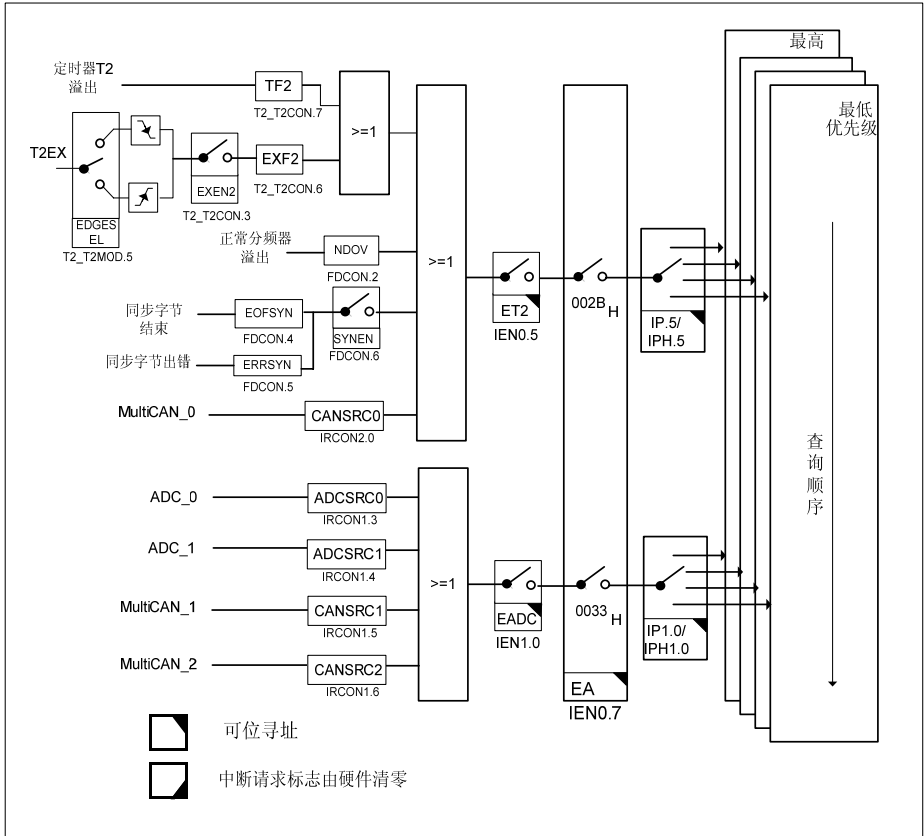 最高
最低
优先级
定时器T2
溢出
TF2
T2_T2CON.7
>=1
T2EX
EDGES
EL
T2_T2MOD.5
EXEN2
T2_T2CON.3
EXF2
T2_T2CON.6
正常分频器
溢出
NDOV
FDCON.2
>=1
同步字节
结束
EOFSYN
FDCON.4
SYNEN
FDCON.6
同步字节出错
ERRSYN
FDCON.5
MultiCAN_0
CANSRC0
IRCON2.0
ET2
IEN0.5
002B H
IP.5/
IPH.5
查询顺序
ADC_0
ADCSRC0
IRCON1.3
ADC_1
ADCSRC1
IRCON1.4
>=1
MultiCAN_1
CANSRC1
IRCON1.5
MultiCAN_2
CANSRC2
IRCON1.6
EADC
IEN1.0
0033 H
IP1.0/
IPH1.0
EA
IEN0.7
可位寻址
中断请求标志由硬件清零